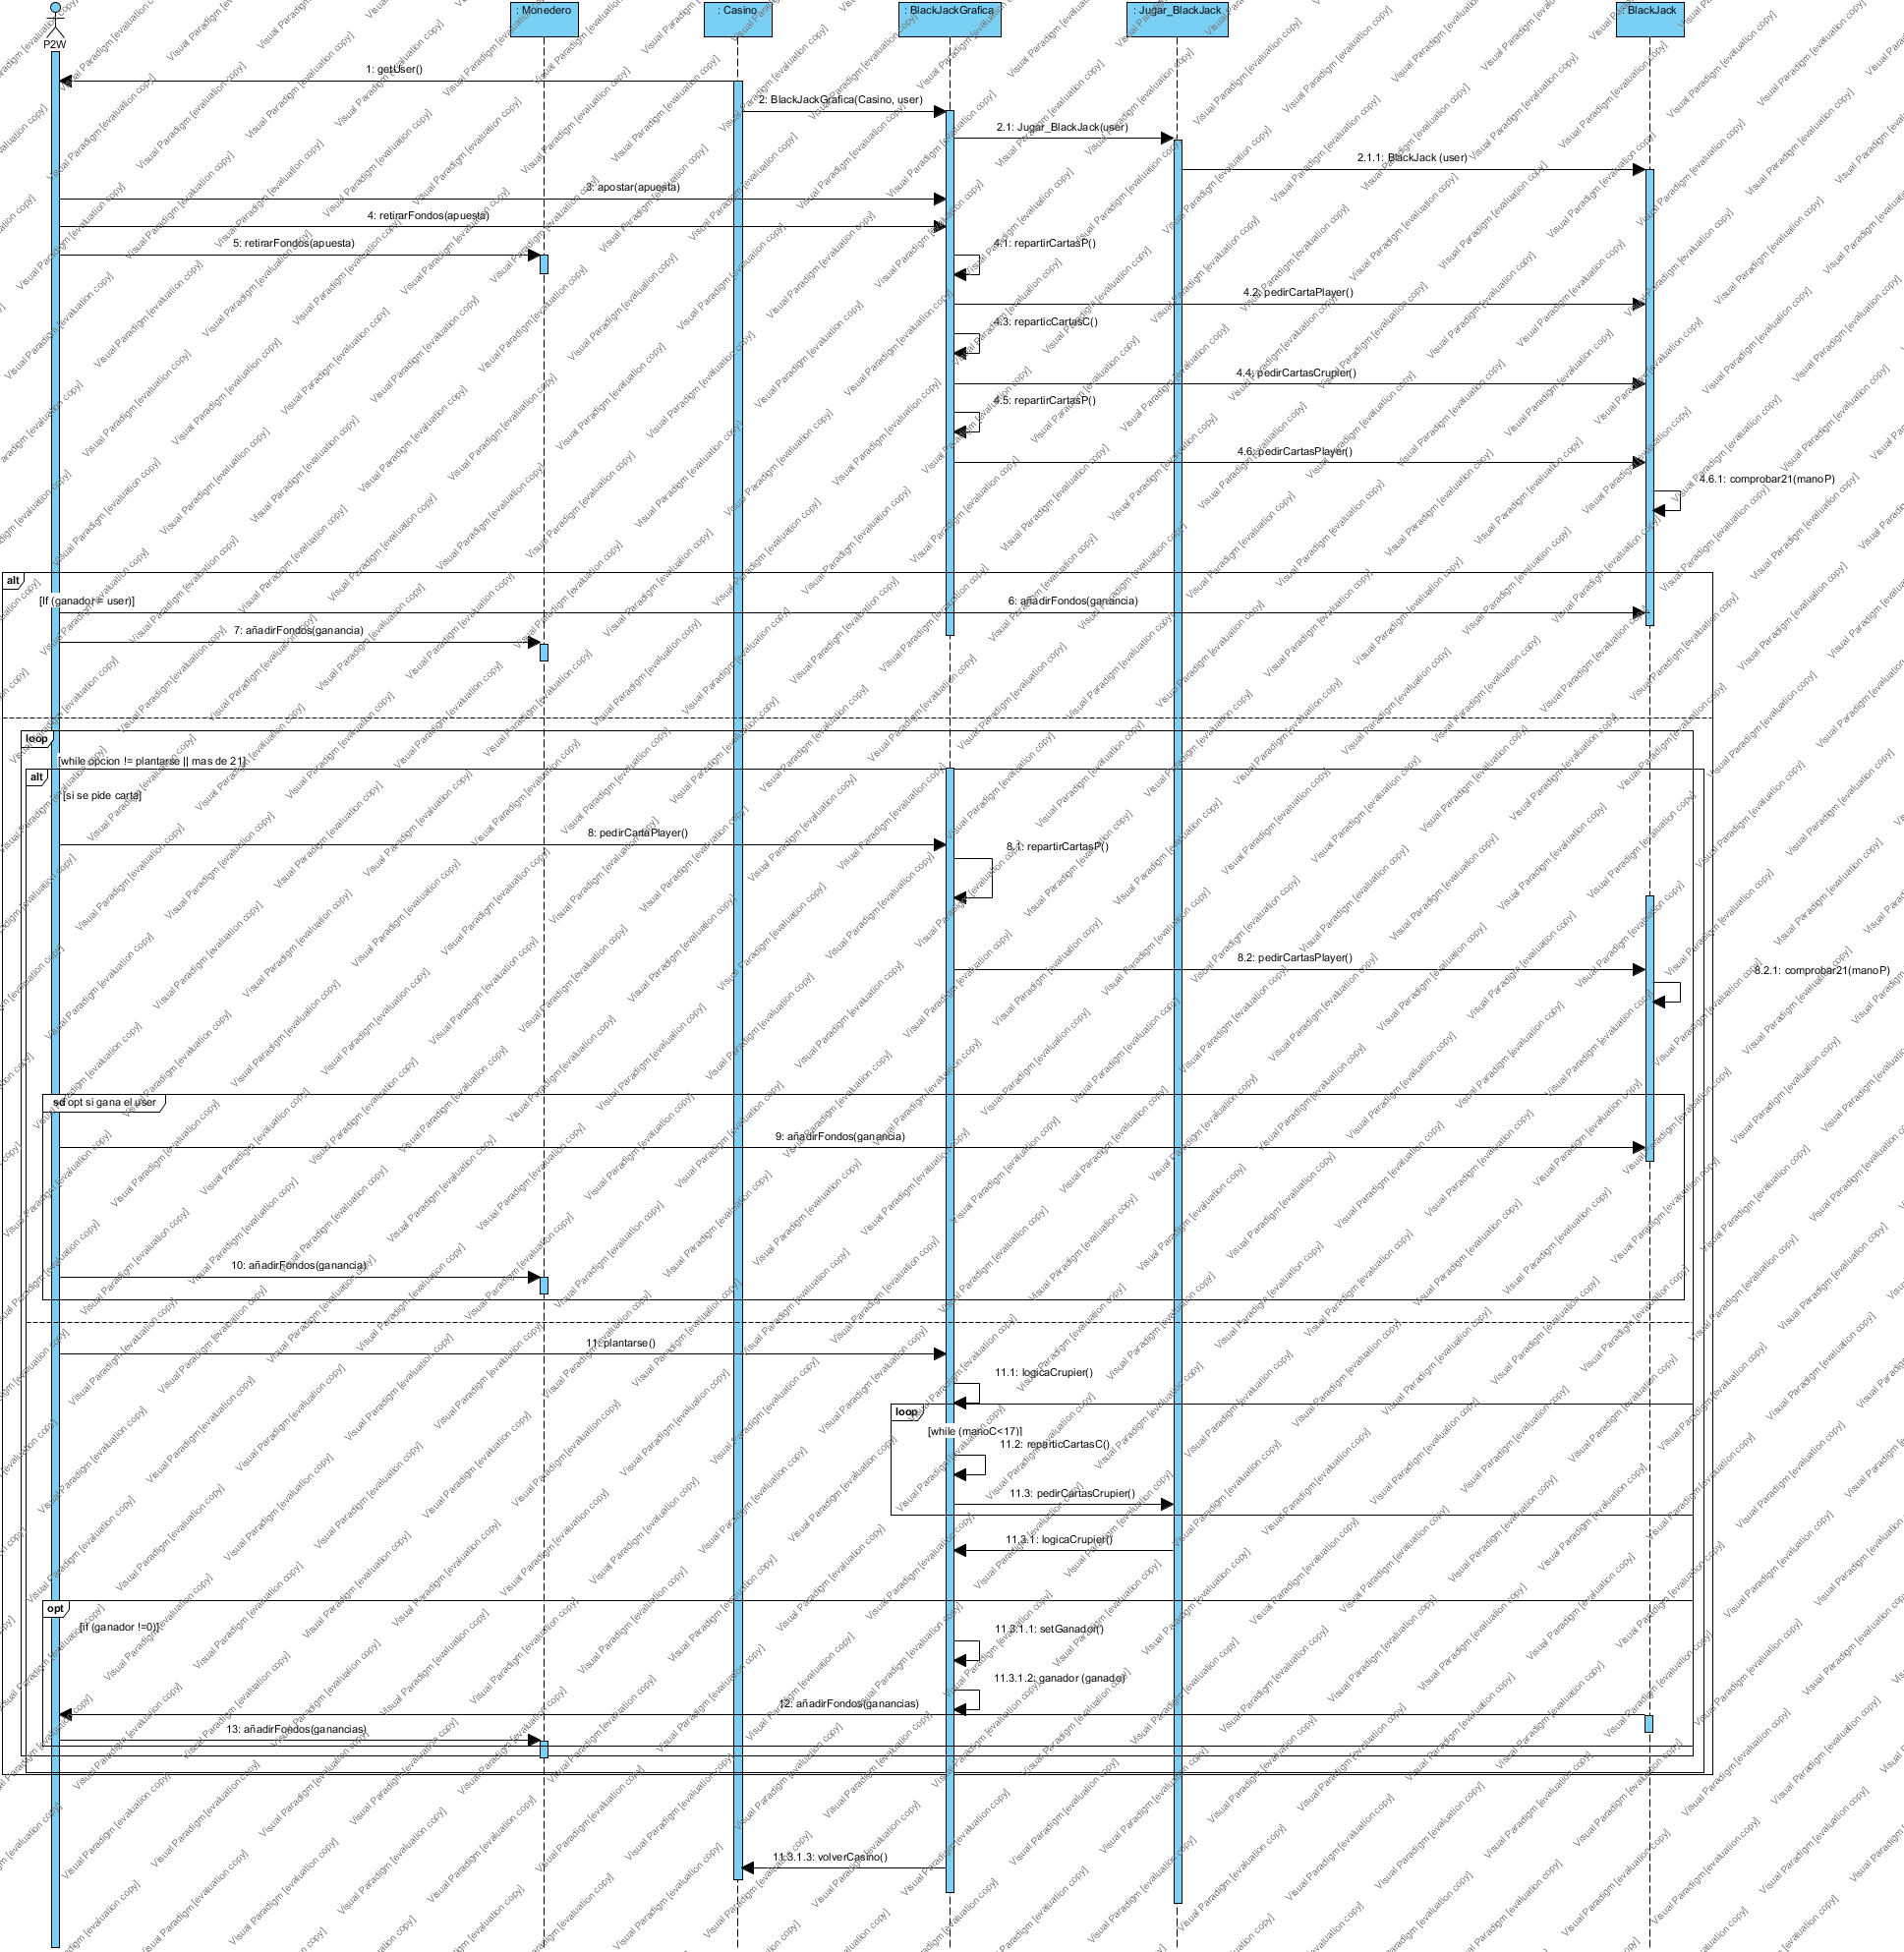 P2W
: Monedero
: Casino
: BlackJackGrafica
: Jugar_BlackJack
: BlackJack
1: getUser()
2: BlackJackGrafica(Casino, user)
2.1: Jugar_BlackJack(user)
2.1.1: BlackJack (user)
3: apostar(apuesta)
4: retirarFondos(apuesta)
5: retirarFondos(apuesta)
4.1: repartirCartasP()
4.2: pedirCartaPlayer()
4.3: reparticCartasC()
4.4: pedirCartasCrupier()
4.5: repartirCartasP()
4.6: pedirCartasPlayer()
4.6.1: comprobar21(manoP)
alt
[If (ganador = user)]
6: añadirFondos(ganancia)
7: añadirFondos(ganancia)
loop
[while opcion != plantarse || mas de 21]
alt
[si se pide carta]
8: pedirCartaPlayer()
8.1: repartirCartasP()
8.2: pedirCartasPlayer()
8.2.1: comprobar21(manoP)
sd opt si gana el user
9: añadirFondos(ganancia)
10: añadirFondos(ganancia)
11: plantarse()
11.1: logicaCrupier()
loop
[while (manoC<17)]
11.2: reparticCartasC()
11.3: pedirCartasCrupier()
11.3.1: logicaCrupier()
opt
[if (ganador !=0)]
11.3.1.1: setGanador()
11.3.1.2: ganador (ganado)
12: añadirFondos(ganancias)
13: añadirFondos(ganancias)
11.3.1.3: volverCasino()
Visual Paradigm [evaluation copy]